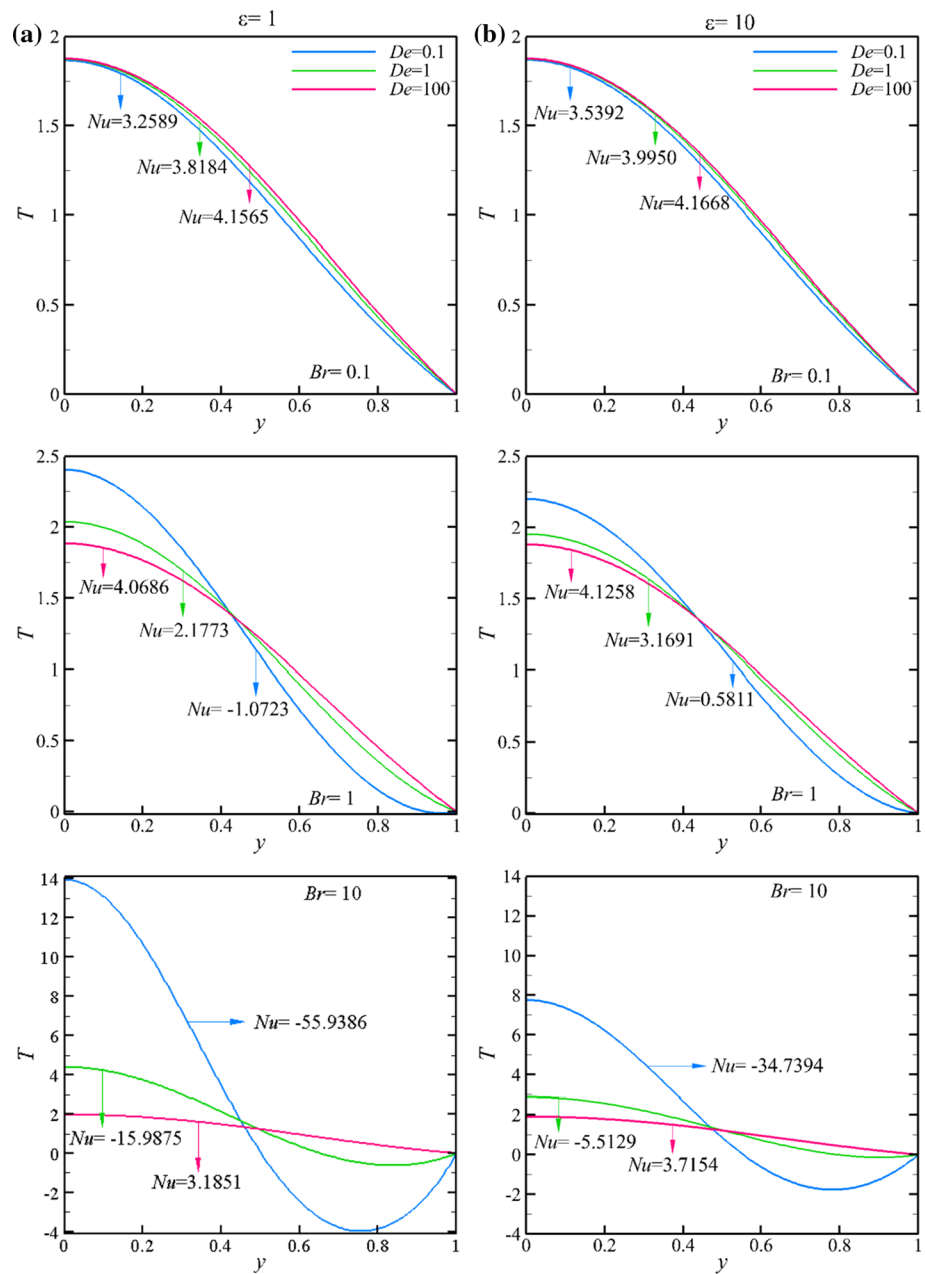 (a) ε= 1
T
2
1.5
1
0.5
0
De=0.1
De=1
De=100
Nu=3.2589
Nu=3.8184
Nu=4.1565
Br= 0.1
0 0.2 0.4 0.6 0.8 1
y
(b) ε= 10
2
1.5
1
0.5
0
De=0.1
De=1
De=100
Nu=3.5392
Nu=3.9950
Nu=4.1668
Br= 0.1
0 0.2 0.4 0.6 0.8 1
y
T
2.5
2
1.5
1
0.5
0
Nu=4.0686
Nu=2.1773
Nu= -1.0723
Br= 1
0 0.2 0.4 0.6 0.8 1
y
2.5
2
1.5
1
0.5
0
Nu=4.1258
Nu=3.1691
Nu=0.5811
Br= 1
0 0.2 0.4 0.6 0.8 1
y
T
14
12
10
8
6
4
2
0
-2
-4
Br= 10
Nu= -55.9386
Nu= -15.9875
Nu=3.1851
0 0.2 0.4 0.6 0.8 1
y
14
12
10
8
6
4
2
0
-2
-4
Br= 10
Nu= -34.7394
Nu= -5.5129
Nu=3.7154
0 0.2 0.4 0.6 0.8 1
y